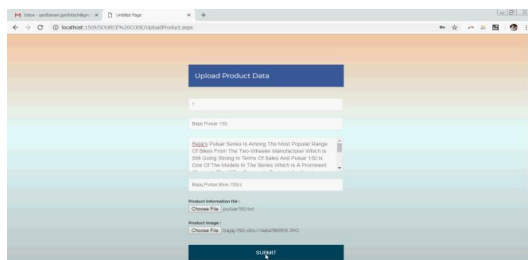 Untitled Page
localhost:1509/SOURCE%20CODE/UploadProduct.aspx
Upload Product Data
1
Bajaj Pulsar 150
Bajaj's Pulsar Series Is Among The Most Popular Range
Of Bikes From The Two-Wheeler Manufacturer Which Is
Still Going Strong In Terms Of Sales And Pulsar 150 Is
One Of The Models In The Series Which Is A Prominent
Bajaj Pulsar Bike 150cc
Product Information File :
Choose File pulsar150.txt
Product Image :
Choose File
SUBMIT